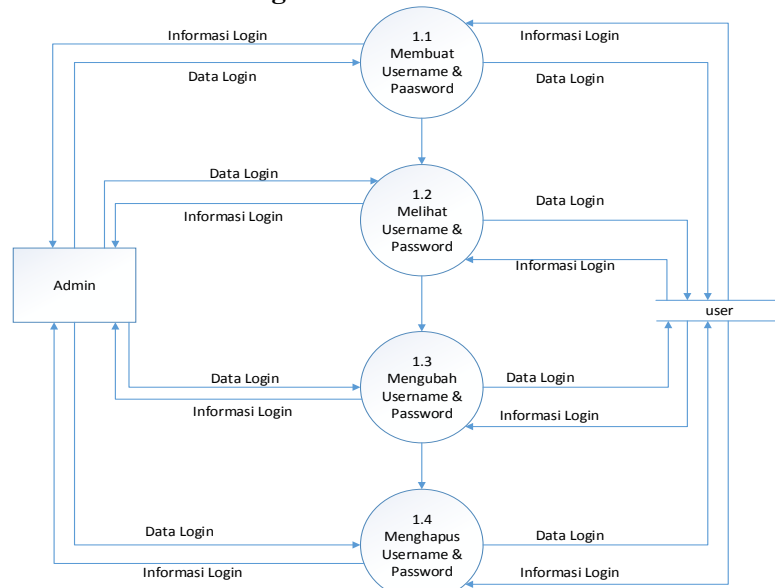 Informasi Login
Data Login
1.1
Membuat
Username &
Paasword
Informasi Login
Data Login
Data Login
Informasi Login
1.2
Melihat
Username &
Password
Data Login
Informasi Login
Admin
user
Data Login
Informasi Login
1.3
Mengubah
Username &
Password
Data Login
Informasi Login
Data Login
Informasi Login
1.4
Menghapus
Username &
Password
Data Login
Informasi Login